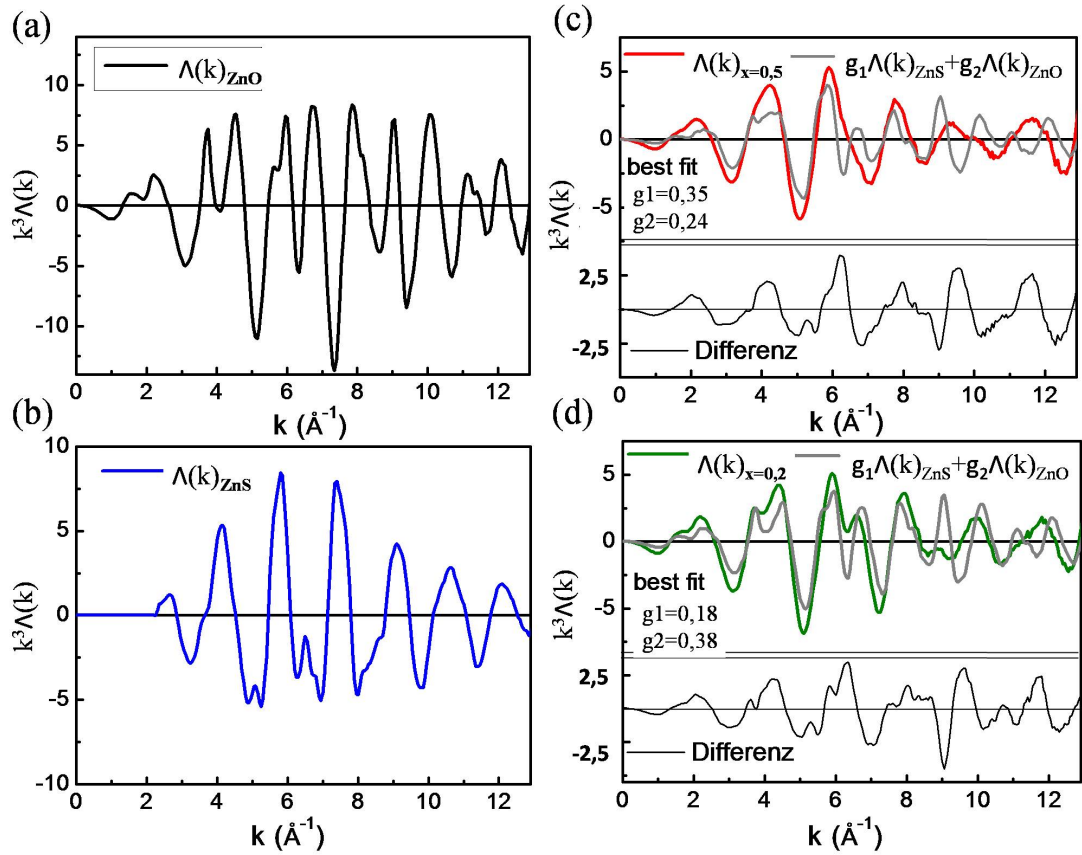 (a)
Λ(k)ZnO
k³Λ(k)
10
5
0
-5
-10
0 2 4 6 8 10 12
k (Å⁻¹)
(b)
Λ(k)ZnS
k³Λ(k)
10
5
0
-5
-10
0 2 4 6 8 10 12
k (Å⁻¹)
(c)
Λ(k)x=0,5 g₁Λ(k)ZnS+g₂Λ(k)ZnO
k³Λ(k)
5
0
-5
best fit
g1=0,35
g2=0,24
2,5
-2,5
Differenz
0 2 4 6 8 10 12
k (Å⁻¹)
(d)
Λ(k)x=0,2 g₁Λ(k)ZnS+g₂Λ(k)ZnO
k³Λ(k)
5
0
-5
best fit
g1=0,18
g2=0,38
2,5
-2,5
Differenz
0 2 4 6 8 10 12
k (Å⁻¹)